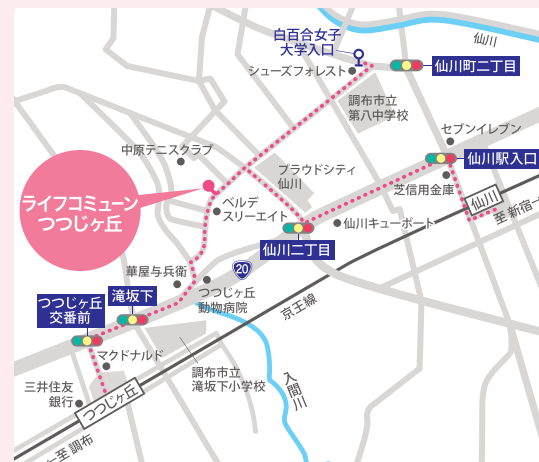 白百合女子
大学入口
仙川
シューズフォレスト
仙川町二丁目
調布市立
第八中学校
セブンイレブン
中原テニスクラブ
仙川駅入口
プラウドシティ
仙川
芝信用金庫
ライフコミューン
つつじヶ丘
仙川
ベルデ
スリーエイト
仙川キューポート
至 新宿
仙川二丁目
華屋与兵衛
20
つつじヶ丘
動物病院
つつじヶ丘
交番前
滝坂下
京王線
マクドナルド
調布市立
滝坂下小学校
入間川
三井住友
銀行
つつじヶ丘
至 調布